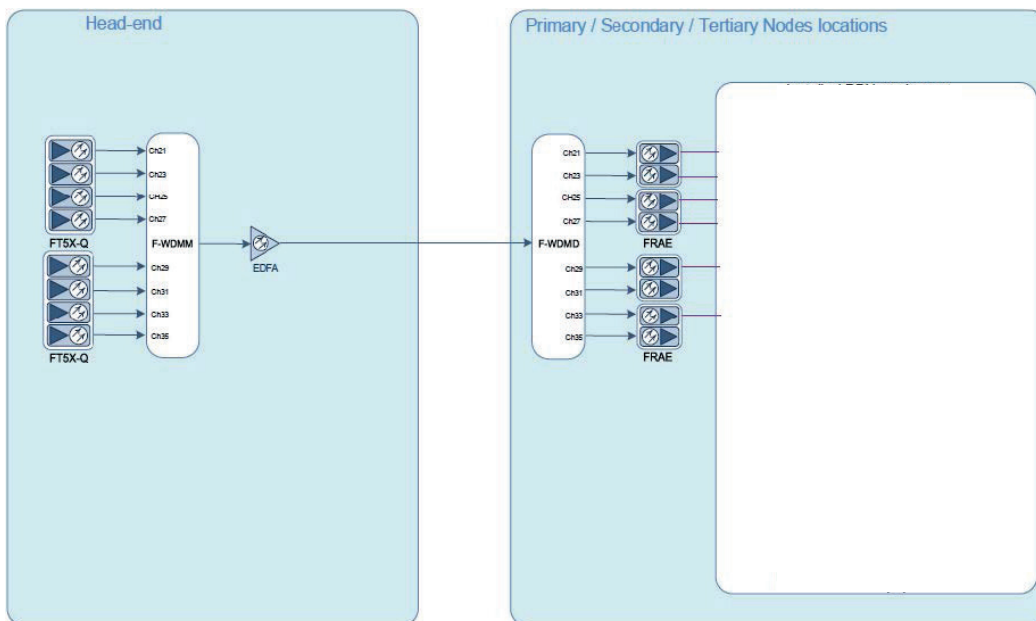 Head-end
Ch21
Ch23
CH25
Ch27
FT5X-Q
F-WDMM
Ch29
Ch31
Ch33
Ch35
FT5X-Q
EDFA
Primary / Secondary / Tertiary Nodes locations
Ch21
Ch23
CH25
Ch27
F-WDMD
FRAE
Ch29
Ch31
Ch33
Ch35
FRAE